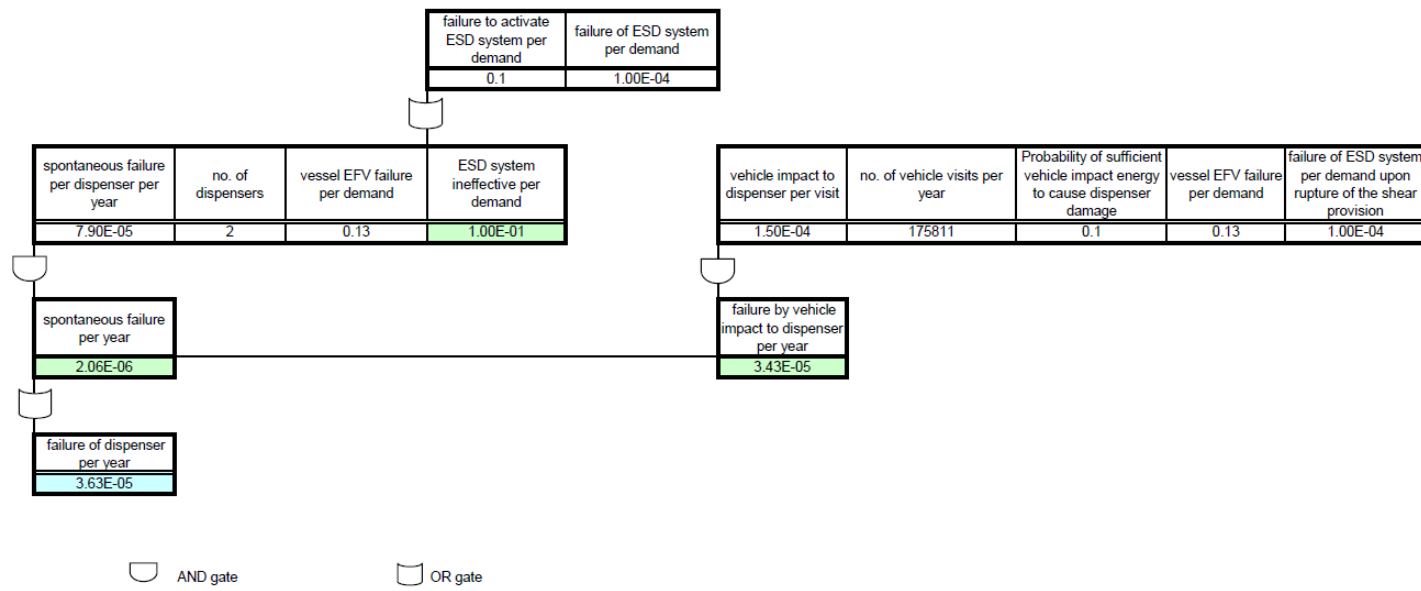 failure to activate
ESD system per
demand
failure of ESD system
per demand
0.1
1.00E-04
spontaneous failure
per dispenser per
year
no. of
dispensers
vessel EFV failure
per demand
ESD system
ineffective per
demand
7.90E-05
2
0.13
1.00E-01
vehicle impact to
dispenser per visit
no. of vehicle visits per
year
Probability of sufficient
vehicle impact energy
to cause dispenser
damage
vessel EFV failure
per demand
failure of ESD system
per demand upon
rupture of the shear
provision
1.50E-04
175811
0.1
0.13
1.00E-04
spontaneous failure
per year
2.06E-06
failure by vehicle
impact to dispenser
per year
3.43E-05
failure of dispenser
per year
3.63E-05
AND gate
OR gate